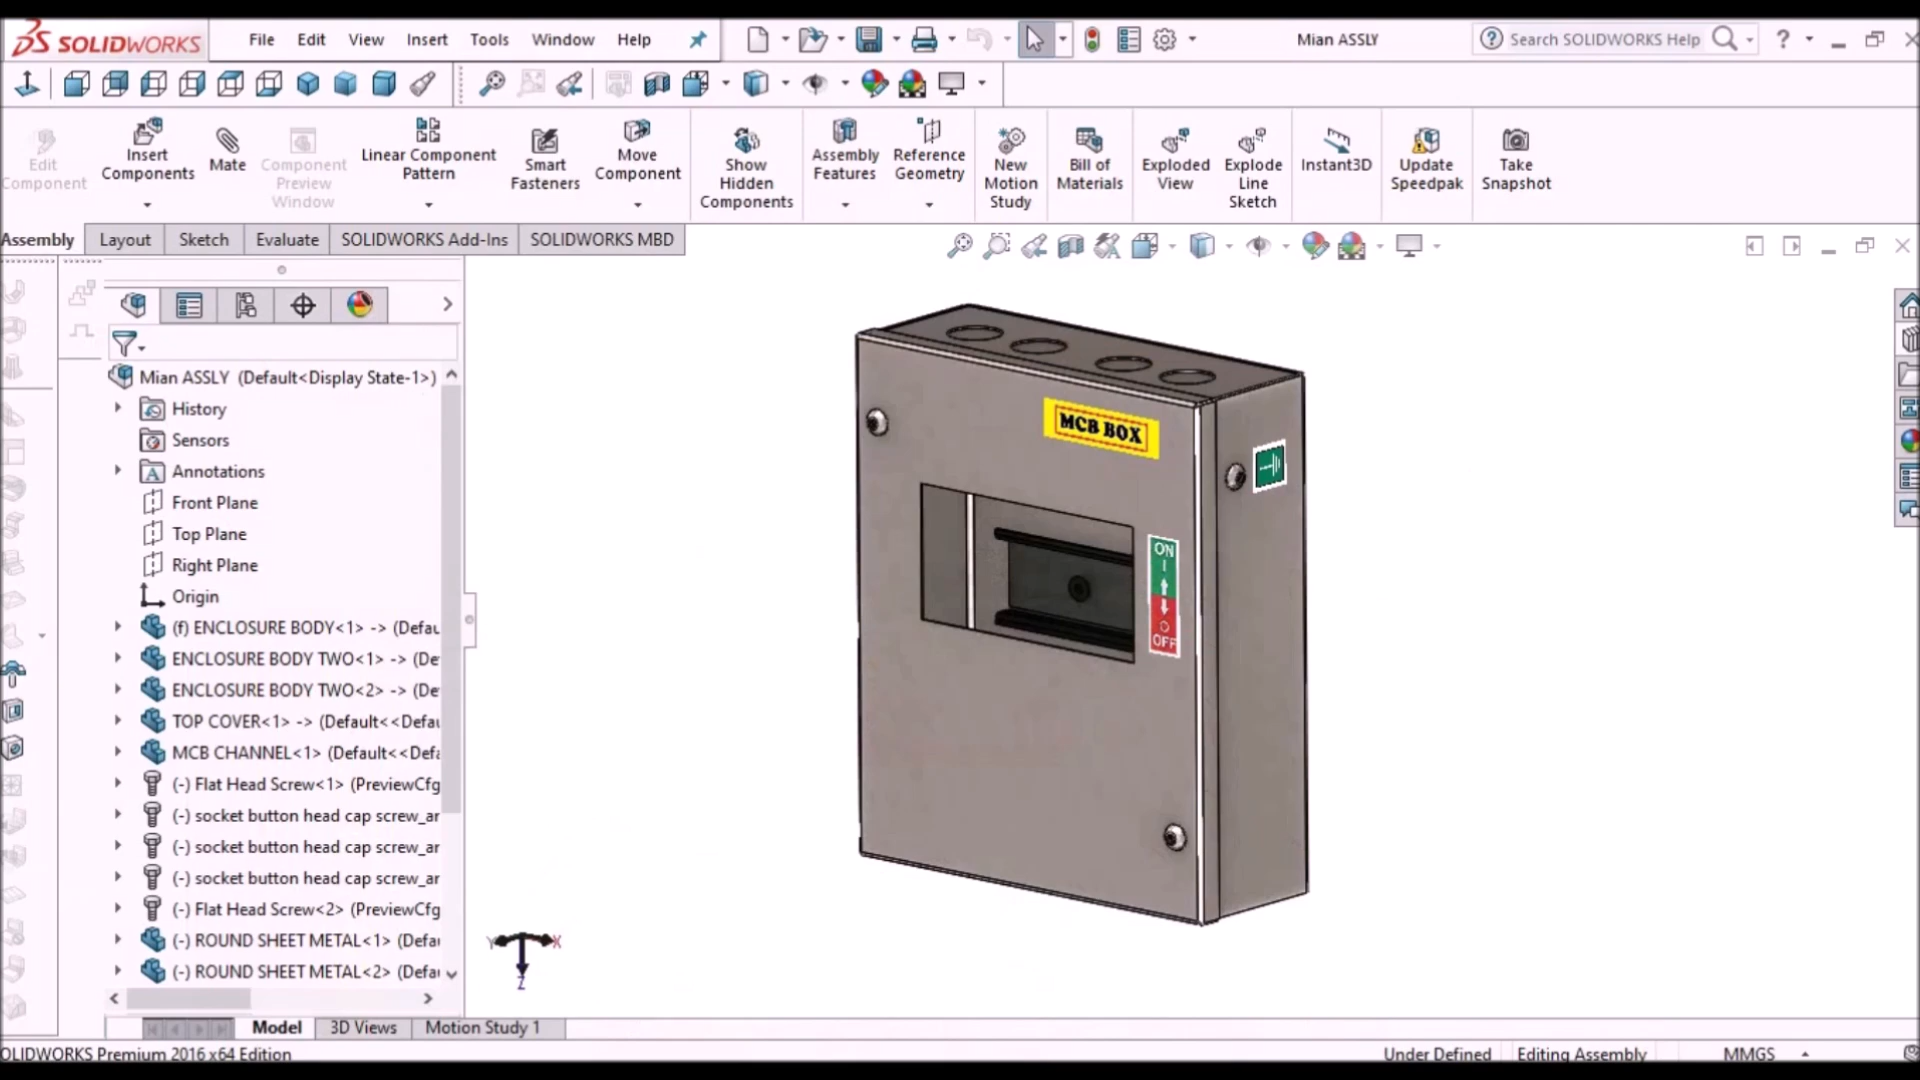 SOLIDWORKS File Edit View Insert Tools Window Help Mian ASSLY Search SOLIDWORKS Help ?
Edit Component
Insert Components
Mate
Component Preview Window
Linear Component Pattern
Smart Fasteners
Move Component
Show Hidden Components
Assembly Features
Reference Geometry
New Motion Study
Bill of Materials
Exploded View
Explode Line Sketch
Instant3D
Update Speedpak
Take Snapshot
Assembly Layout Sketch Evaluate SOLIDWORKS Add-Ins SOLIDWORKS MBD
Mian ASSLY (Default<Display State-1>)
History
Sensors
Annotations
Front Plane
Top Plane
Right Plane
Origin
(f) ENCLOSURE BODY<1> -> (Defau
ENCLOSURE BODY TWO<1> -> (De
ENCLOSURE BODY TWO<2> -> (De
TOP COVER<1> -> (Default<<Defau
MCB CHANNEL<1> (Default<<Defa
(-) Flat Head Screw<1> (PreviewCfg
(-) socket button head cap screw_ar
(-) socket button head cap screw_ar
(-) socket button head cap screw_ar
(-) Flat Head Screw<2> (PreviewCfg
(-) ROUND SHEET METAL<1> (Defau
(-) ROUND SHEET METAL<2> (Defau
MCB BOX
ON
I
O
OFF
Y X
Z
Model 3D Views Motion Study 1
OLIDWORKS Premium 2016 x64 Edition Under Defined Editing Assembly MMGS